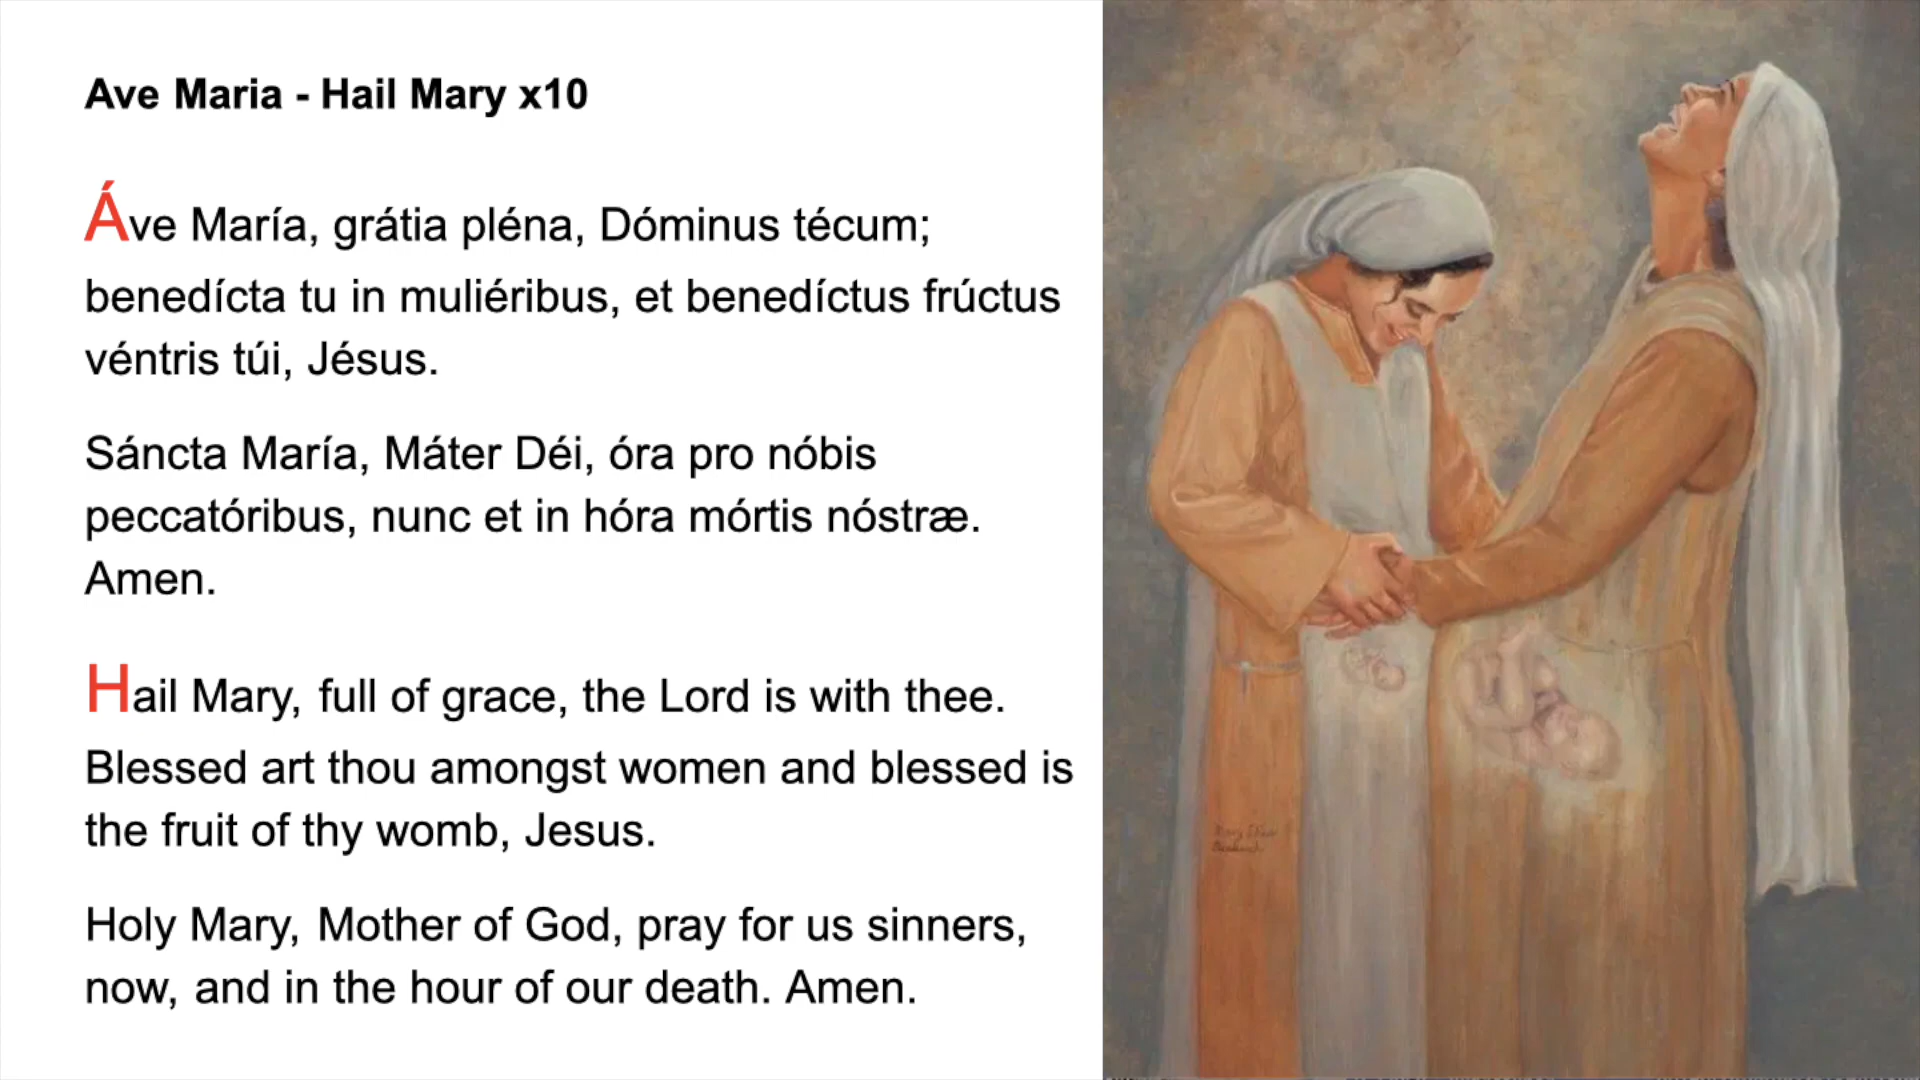 Ave Maria - Hail Mary x10
Áve María, grátia pléna, Dóminus técum;
benedícta tu in muliéribus, et benedíctus frúctus
véntris túi, Jésus.
Sáncta María, Máter Déi, óra pro nóbis
peccatóribus, nunc et in hóra mórtis nóstræ.
Amen.
Hail Mary, full of grace, the Lord is with thee.
Blessed art thou amongst women and blessed is
the fruit of thy womb, Jesus.
Holy Mary, Mother of God, pray for us sinners,
now, and in the hour of our death. Amen.